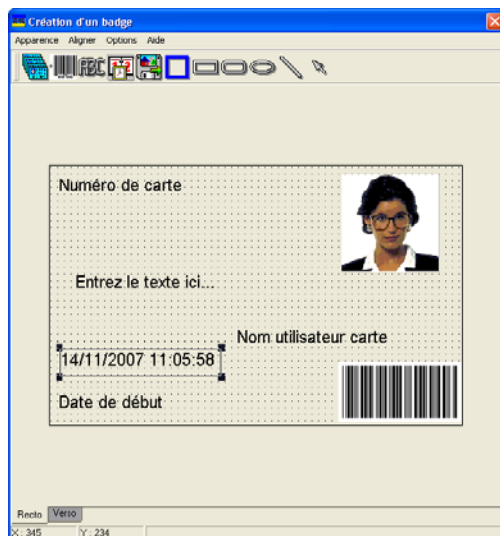 Création d'un badge
Apparence Aligner Options Aide
ABC
Numéro de carte
Entrez le texte ici...
Nom utilisateur carte
14/11/2007 11:05:58
Date de début
Recto Verso
X : 345 Y : 234